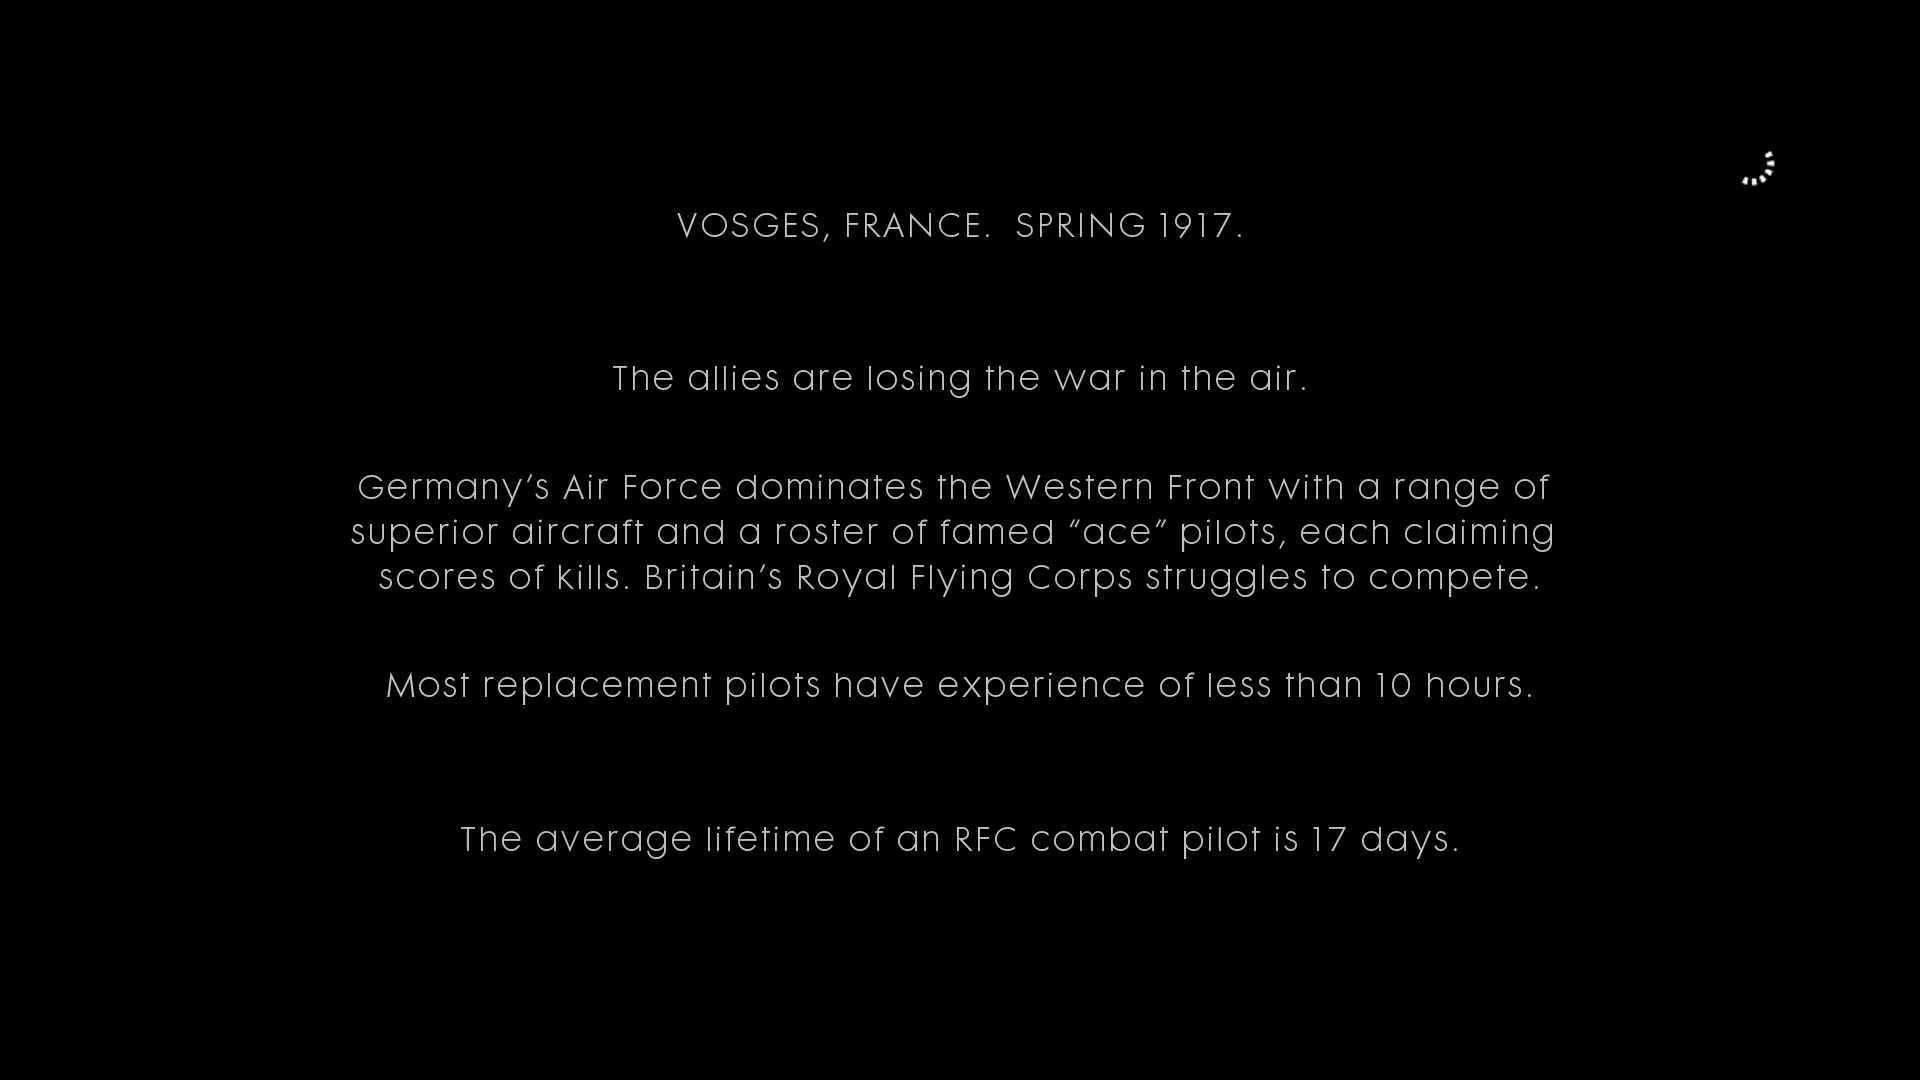 VOSGES, FRANCE.  SPRING 1917.
The allies are losing the war in the air.
Germany’s Air Force dominates the Western Front with a range of
superior aircraft and a roster of famed “ace” pilots, each claiming
scores of kills. Britain’s Royal Flying Corps struggles to compete.
Most replacement pilots have experience of less than 10 hours.
The average lifetime of an RFC combat pilot is 17 days.